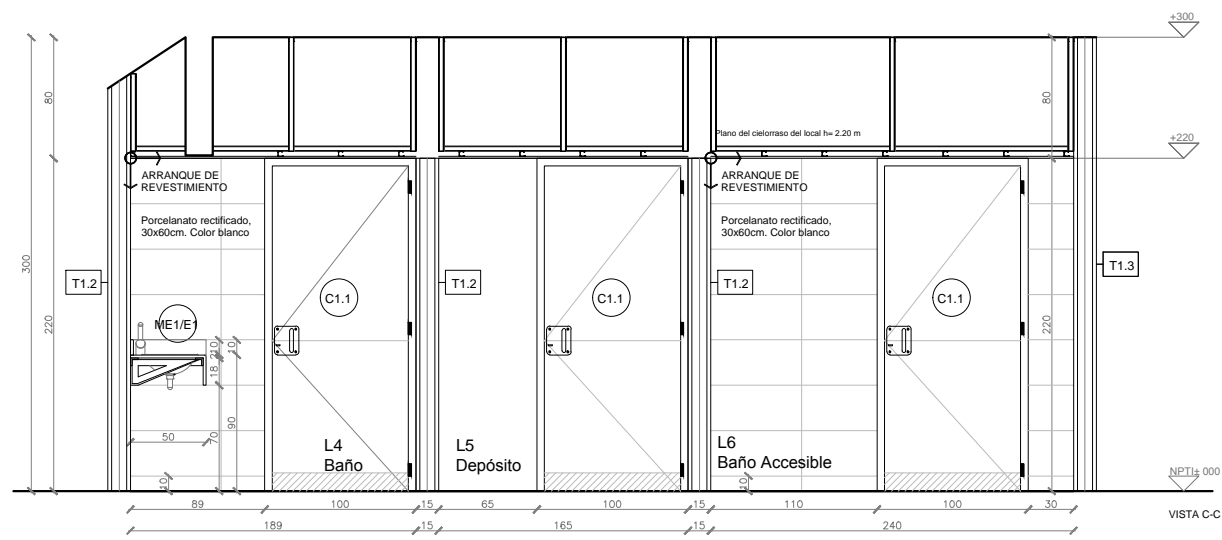 +300
80
80
Plano del cielorraso del local h= 2.20 m
+220
ARRANQUE DE
REVESTIMIENTO
Porcelanato rectificado,
30x60cm. Color blanco
ARRANQUE DE
REVESTIMIENTO
Porcelanato rectificado,
30x60cm. Color blanco
300
220
T1.2
T1.2
T1.2
T1.3
C1.1
C1.1
C1.1
ME1/E1
220
10
10
2
18
50
70
90
10
10
L4
Baño
L5
Depósito
L6
Baño Accesible
NPTI± 000
89
100
15
65
100
15
110
100
30
189
15
165
15
240
VISTA C-C